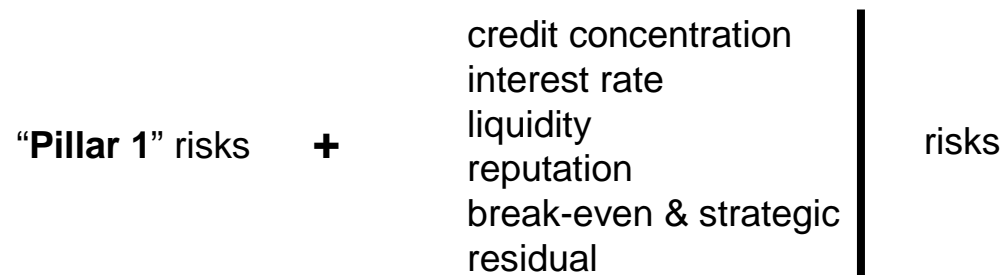 credit concentration
interest rate
liquidity
“Pillar 1” risks + risks
reputation
break-even & strategic
residual